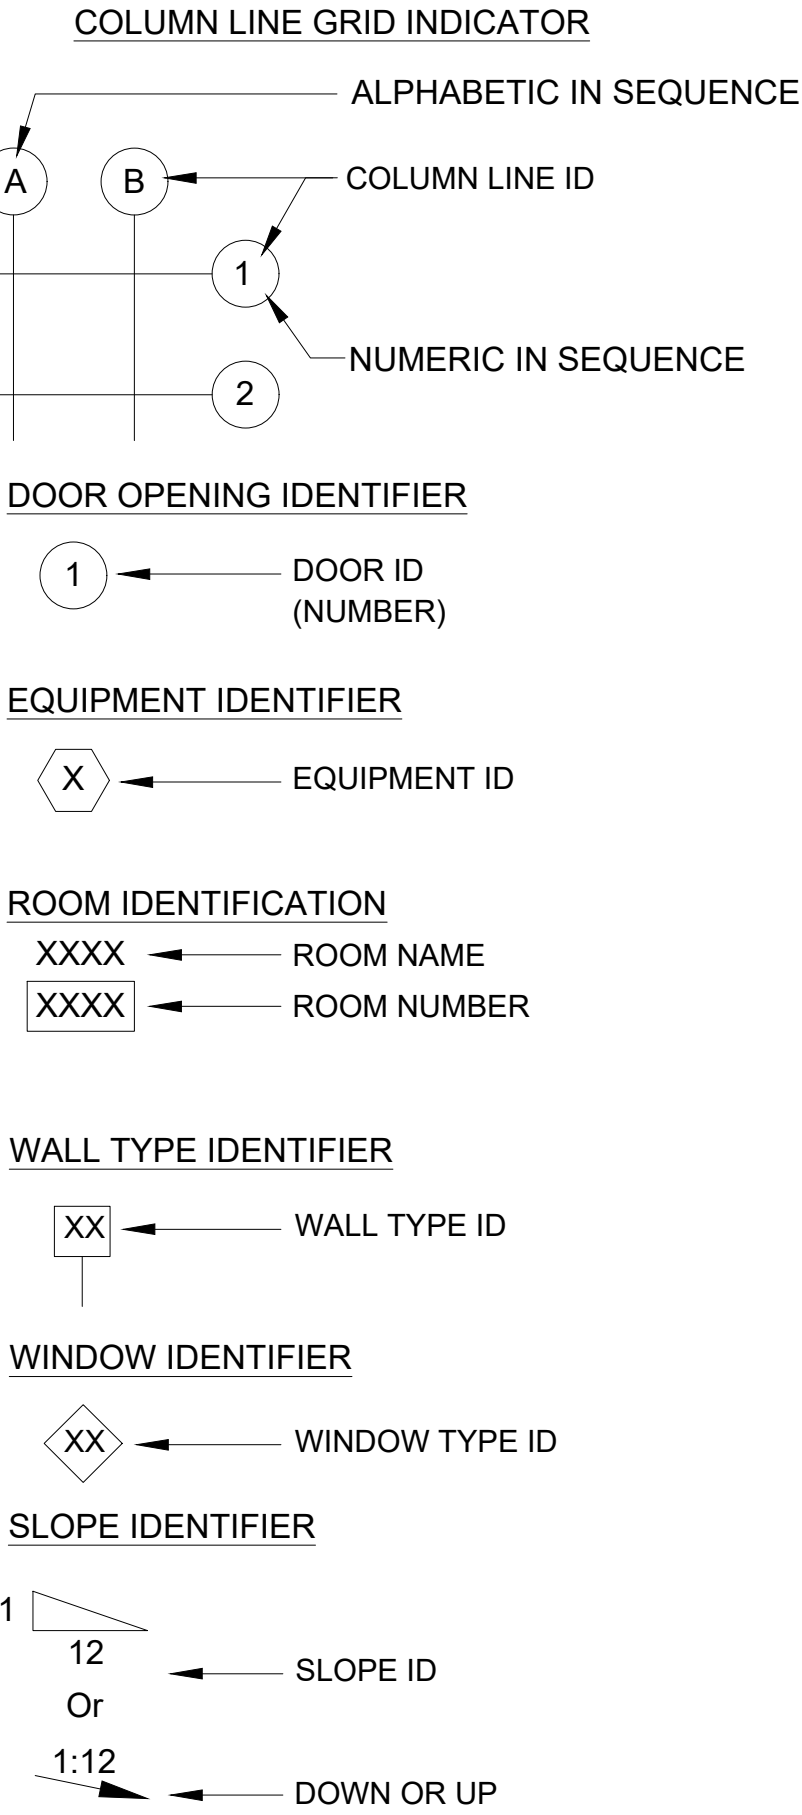 COLUMN LINE GRID INDICATOR
ALPHABETIC IN SEQUENCE
A B COLUMN LINE ID
1
NUMERIC IN SEQUENCE
2
DOOR OPENING IDENTIFIER
1 DOOR ID
(NUMBER)
EQUIPMENT IDENTIFIER
X EQUIPMENT ID
ROOM IDENTIFICATION
XXXX ROOM NAME
XXXX ROOM NUMBER
WALL TYPE IDENTIFIER
XX WALL TYPE ID
WINDOW IDENTIFIER
XX WINDOW TYPE ID
SLOPE IDENTIFIER
1
12
SLOPE ID
Or
1:12
DOWN OR UP